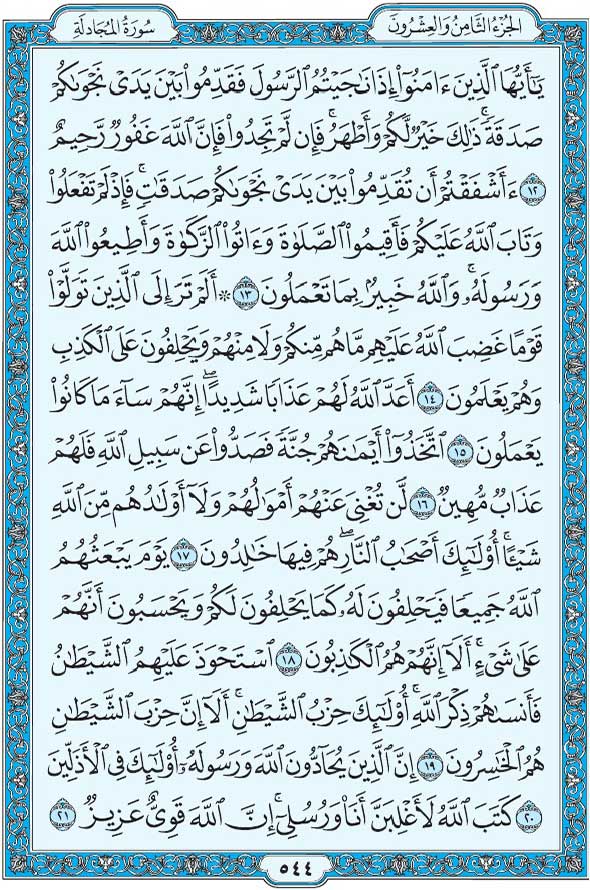 الجزء الثامن والعشرون
سورة المجادلة
يَٰٓأَيُّهَا ٱلَّذِينَ ءَامَنُوٓاْ إِذَا نَٰجَيۡتُمُ ٱلرَّسُولَ فَقَدِّمُواْ بَيۡنَ يَدَيۡ نَجۡوَىٰكُمۡ
صَدَقَةٗۚ ذَٰلِكَ خَيۡرٞ لَّكُمۡ وَأَطۡهَرُۚ فَإِن لَّمۡ تَجِدُواْ فَإِنَّ ٱللَّهَ غَفُورٞ رَّحِيمٌ
١٢ ءَأَشۡفَقۡتُمۡ أَن تُقَدِّمُواْ بَيۡنَ يَدَيۡ نَجۡوَىٰكُمۡ صَدَقَٰتٖۚ فَإِذۡ لَمۡ تَفۡعَلُواْ
وَتَابَ ٱللَّهُ عَلَيۡكُمۡ فَأَقِيمُواْ ٱلصَّلَوٰةَ وَءَاتُواْ ٱلزَّكَوٰةَ وَأَطِيعُواْ ٱللَّهَ
وَرَسُولَهُۥۚ وَٱللَّهُ خَبِيرُۢ بِمَا تَعۡمَلُونَ ١٣ ۞ أَلَمۡ تَرَ إِلَى ٱلَّذِينَ تَوَلَّوۡاْ
قَوۡمًا غَضِبَ ٱللَّهُ عَلَيۡهِم مَّا هُم مِّنكُمۡ وَلَا مِنۡهُمۡ وَيَحۡلِفُونَ عَلَى ٱلۡكَذِبِ
وَهُمۡ يَعۡلَمُونَ ١٤ أَعَدَّ ٱللَّهُ لَهُمۡ عَذَابٗا شَدِيدًاۖ إِنَّهُمۡ سَآءَ مَا كَانُواْ
يَعۡمَلُونَ ١٥ ٱتَّخَذُوٓاْ أَيۡمَٰنَهُمۡ جُنَّةٗ فَصَدُّواْ عَن سَبِيلِ ٱللَّهِ فَلَهُمۡ
عَذَابٞ مُّهِينٞ ١٦ لَّن تُغۡنِيَ عَنۡهُمۡ أَمۡوَٰلُهُمۡ وَلَآ أَوۡلَٰدُهُم مِّنَ ٱللَّهِ
شَيۡـًٔاۚ أُوْلَٰٓئِكَ أَصۡحَٰبُ ٱلنَّارِۖ هُمۡ فِيهَا خَٰلِدُونَ ١٧ يَوۡمَ يَبۡعَثُهُمُ
ٱللَّهُ جَمِيعٗا فَيَحۡلِفُونَ لَهُۥ كَمَا يَحۡلِفُونَ لَكُمۡ وَيَحۡسَبُونَ أَنَّهُمۡ
عَلَىٰ شَيۡءٍۚ أَلَآ إِنَّهُمۡ هُمُ ٱلۡكَٰذِبُونَ ١٨ ٱسۡتَحۡوَذَ عَلَيۡهِمُ ٱلشَّيۡطَٰنُ
فَأَنسَىٰهُمۡ ذِكۡرَ ٱللَّهِۚ أُوْلَٰٓئِكَ حِزۡبُ ٱلشَّيۡطَٰنِۚ أَلَآ إِنَّ حِزۡبَ ٱلشَّيۡطَٰنِ
هُمُ ٱلۡخَٰسِرُونَ ١٩ إِنَّ ٱلَّذِينَ يُحَآدُّونَ ٱللَّهَ وَرَسُولَهُۥٓ أُوْلَٰٓئِكَ فِي ٱلۡأَذَلِّينَ
٢٠ كَتَبَ ٱللَّهُ لَأَغۡلِبَنَّ أَنَا۠ وَرُسُلِيٓۚ إِنَّ ٱللَّهَ قَوِيٌّ عَزِيزٞ ٢١
٥٤٤